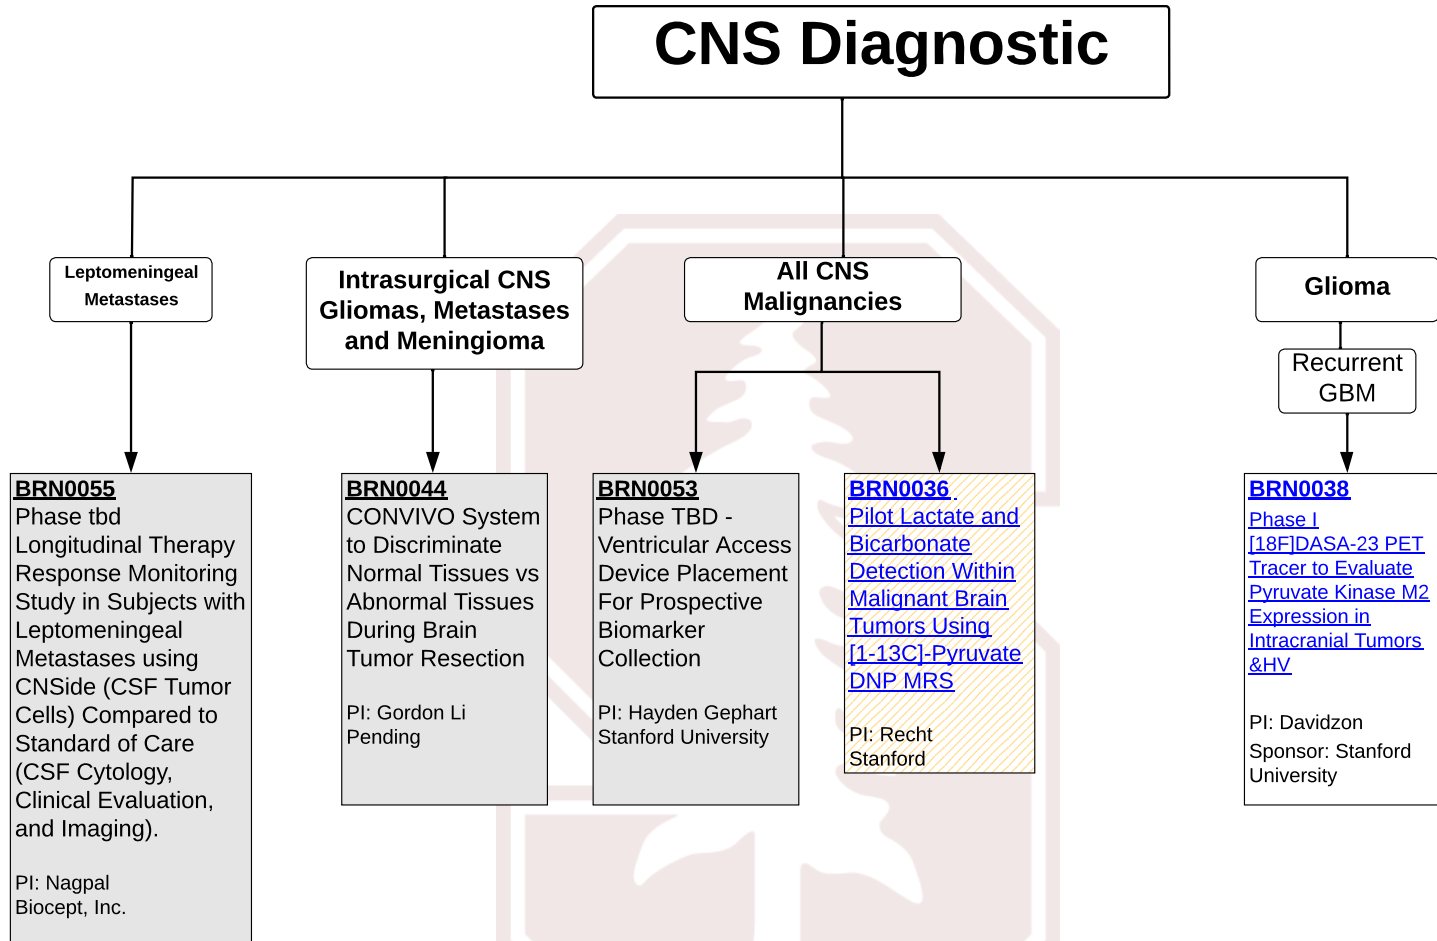 CNS Diagnostic
Leptomeningeal
Metastases
Intrasurgical CNS
Gliomas, Metastases
and Meningioma
All CNS
Malignancies
Glioma
Recurrent
GBM
BRN0055
Phase tbd
Longitudinal Therapy
Response Monitoring
Study in Subjects with
Leptomeningeal
Metastases using
CNSide (CSF Tumor
Cells) Compared to
Standard of Care
(CSF Cytology,
Clinical Evaluation,
and Imaging).
PI: Nagpal
Biocept, Inc.
BRN0044
CONVIVO System
to Discriminate
Normal Tissues vs
Abnormal Tissues
During Brain
Tumor Resection
PI: Gordon Li
Pending
BRN0053
Phase TBD -
Ventricular Access
Device Placement
For Prospective
Biomarker
Collection
PI: Hayden Gephart
Stanford University
BRN0036
Pilot Lactate and
Bicarbonate
Detection Within
Malignant Brain
Tumors Using
[1-13C]-Pyruvate
DNP MRS
PI: Recht
Stanford
BRN0038
Phase I
[18F]DASA-23 PET
Tracer to Evaluate
Pyruvate Kinase M2
Expression in
Intracranial Tumors
&HV
PI: Davidzon
Sponsor: Stanford
University